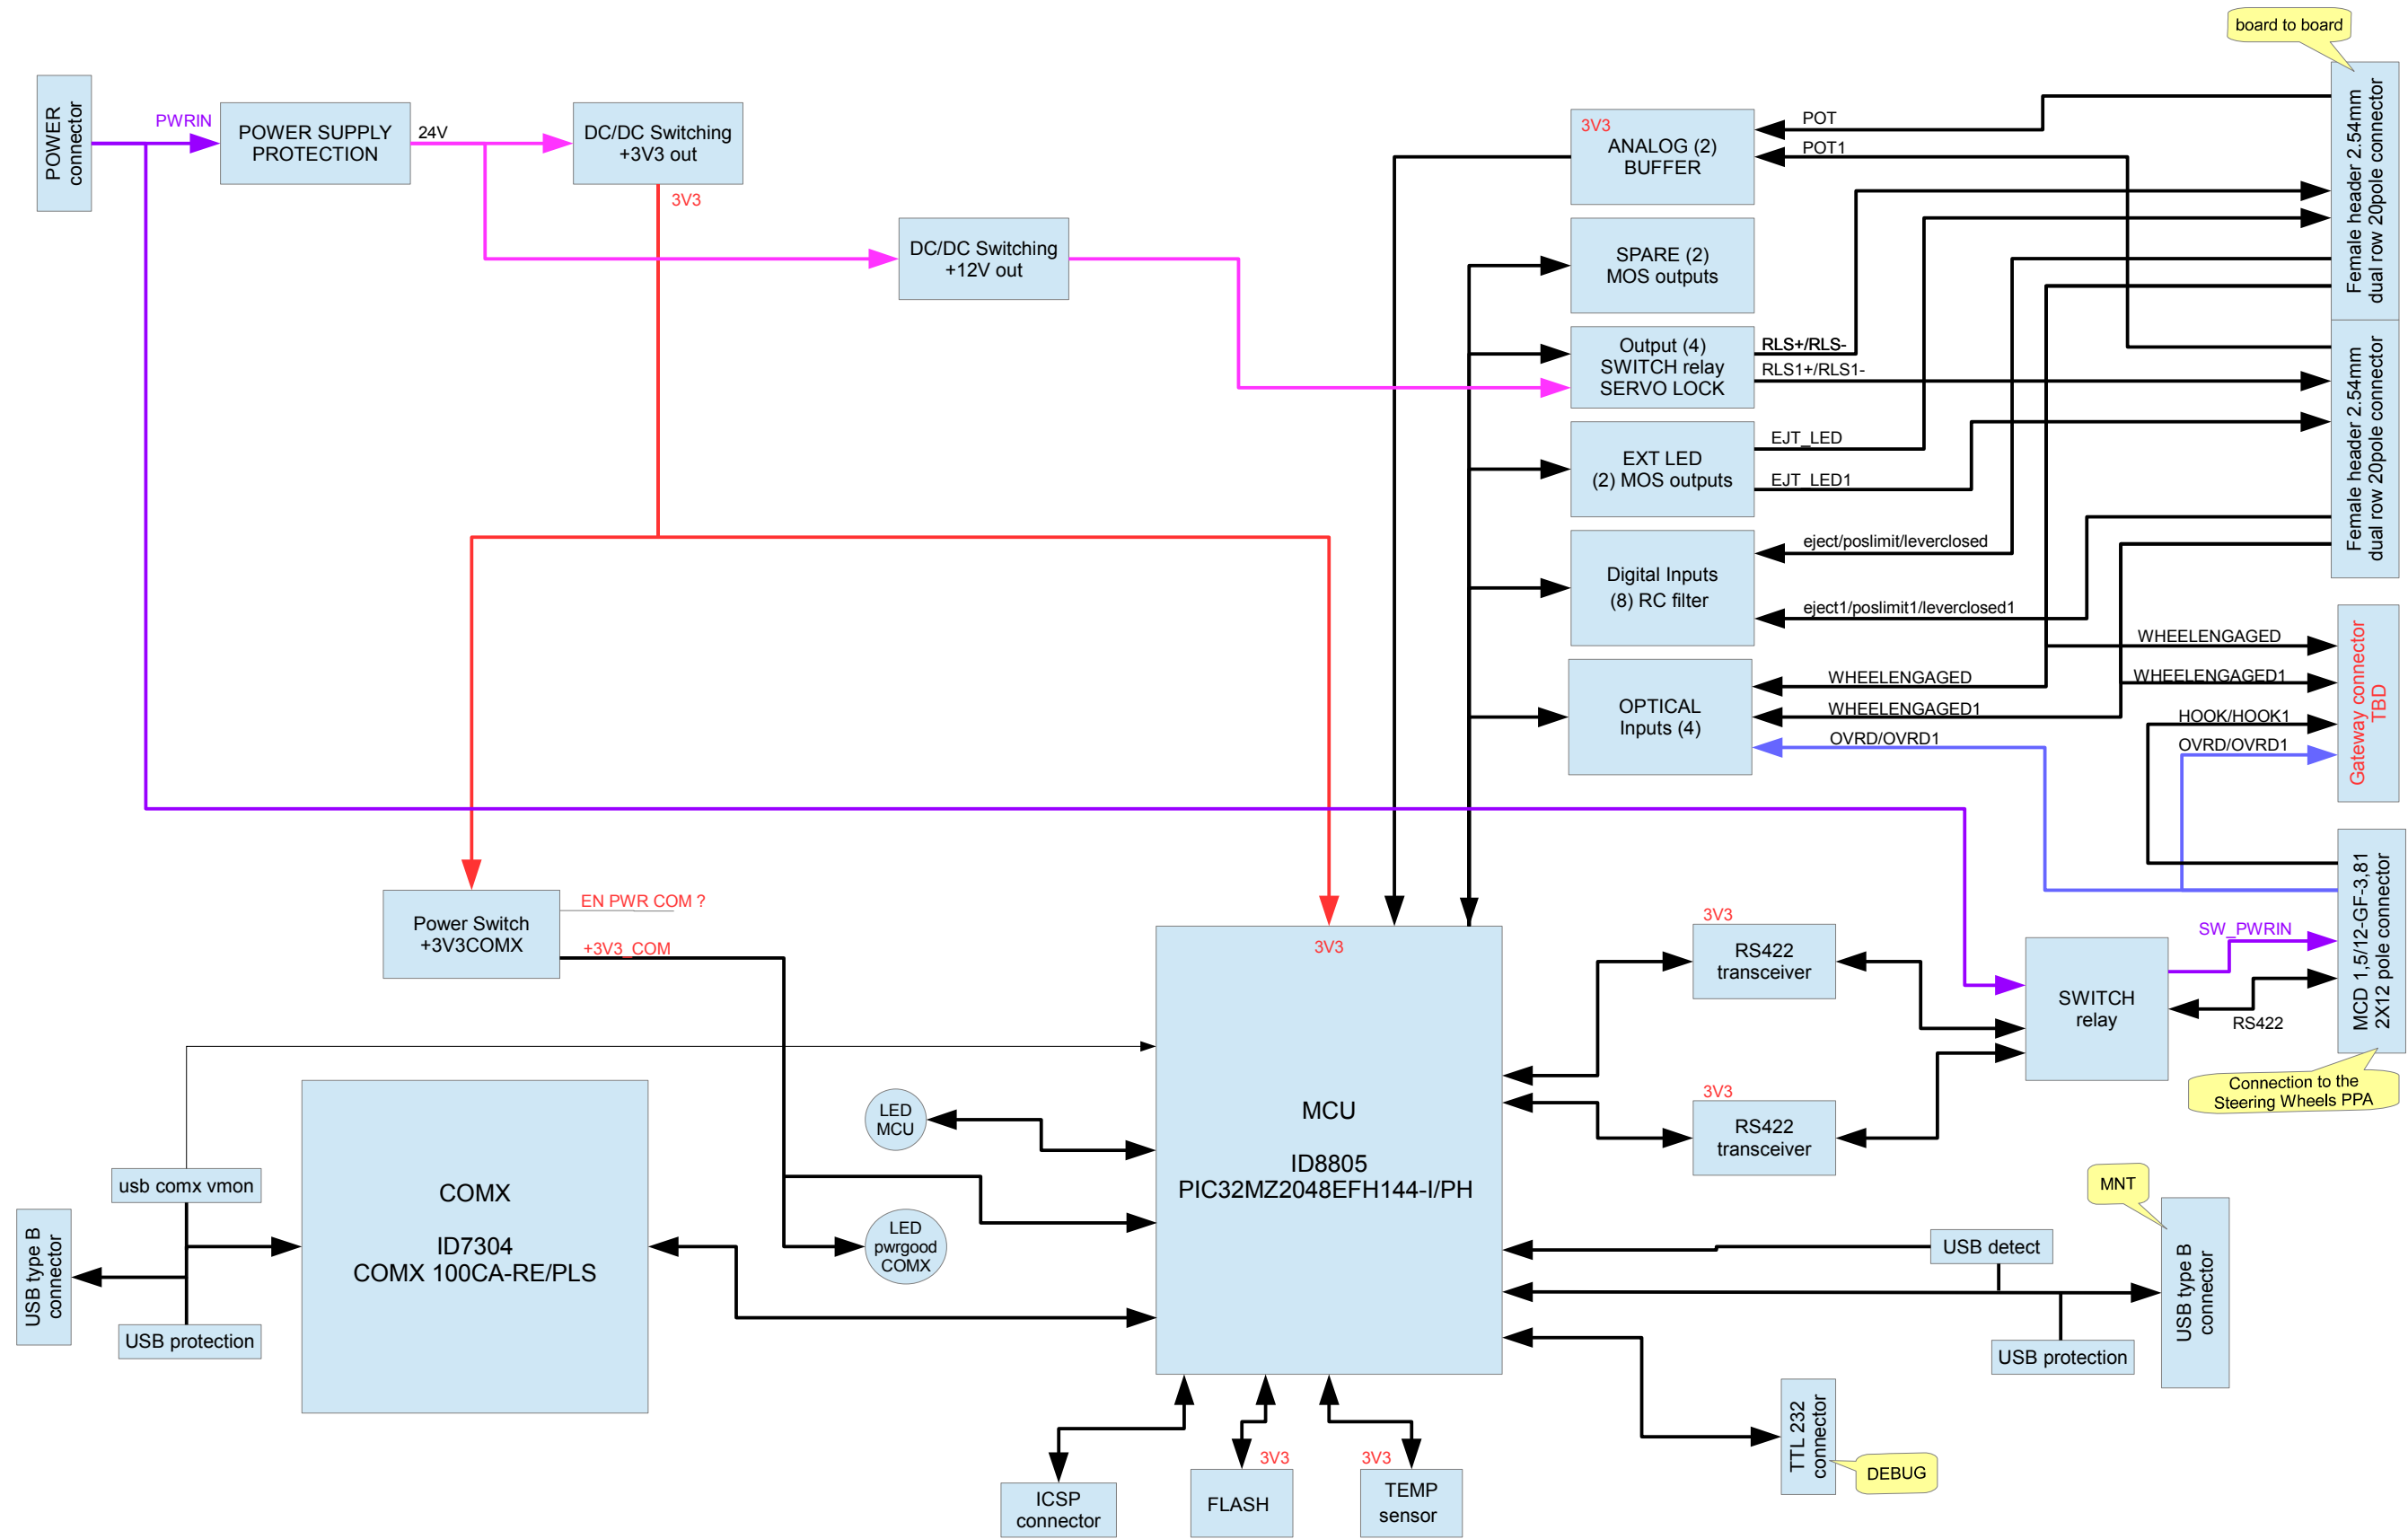 board to board
POWER
connector
PWRIN
POWER SUPPLY
PROTECTION
24V
DC/DC Switching
+3V3 out
3V3
DC/DC Switching
+12V out
3V3
ANALOG (2)
BUFFER
POT
POT1
SPARE (2)
MOS outputs
Output (4)
SWITCH relay
SERVO LOCK
RLS+/RLS-
RLS1+/RLS1-
EXT LED
(2) MOS outputs
EJT_LED
EJT_LED1
Digital Inputs
(8) RC filter
eject/poslimit/leverclosed
eject1/poslimit1/leverclosed1
OPTICAL
Inputs (4)
WHEELENGAGED
WHEELENGAGED1
OVRD/OVRD1
Female header 2.54mm
dual row 20pole connector
Female header 2.54mm
dual row 20pole connector
WHEELENGAGED
WHEELENGAGED1
HOOK/HOOK1
OVRD/OVRD1
Gateway connector
TBD
MCD 1,5/12-GF-3,81
2X12 pole connector
SW_PWRIN
RS422
Connection to the
Steering Wheels PPA
SWITCH
relay
3V3
RS422
transceiver
3V3
RS422
transceiver
Power Switch
+3V3COMX
EN PWR COM ?
+3V3_COM
3V3
MCU
ID8805
PIC32MZ2048EFH144-I/PH
LED
MCU
LED
pwrgood
COMX
COMX
ID7304
COMX 100CA-RE/PLS
usb comx vmon
USB type B
connector
USB protection
MNT
USB detect
USB type B
connector
USB protection
TTL 232
connector
DEBUG
ICSP
connector
3V3
FLASH
3V3
TEMP
sensor